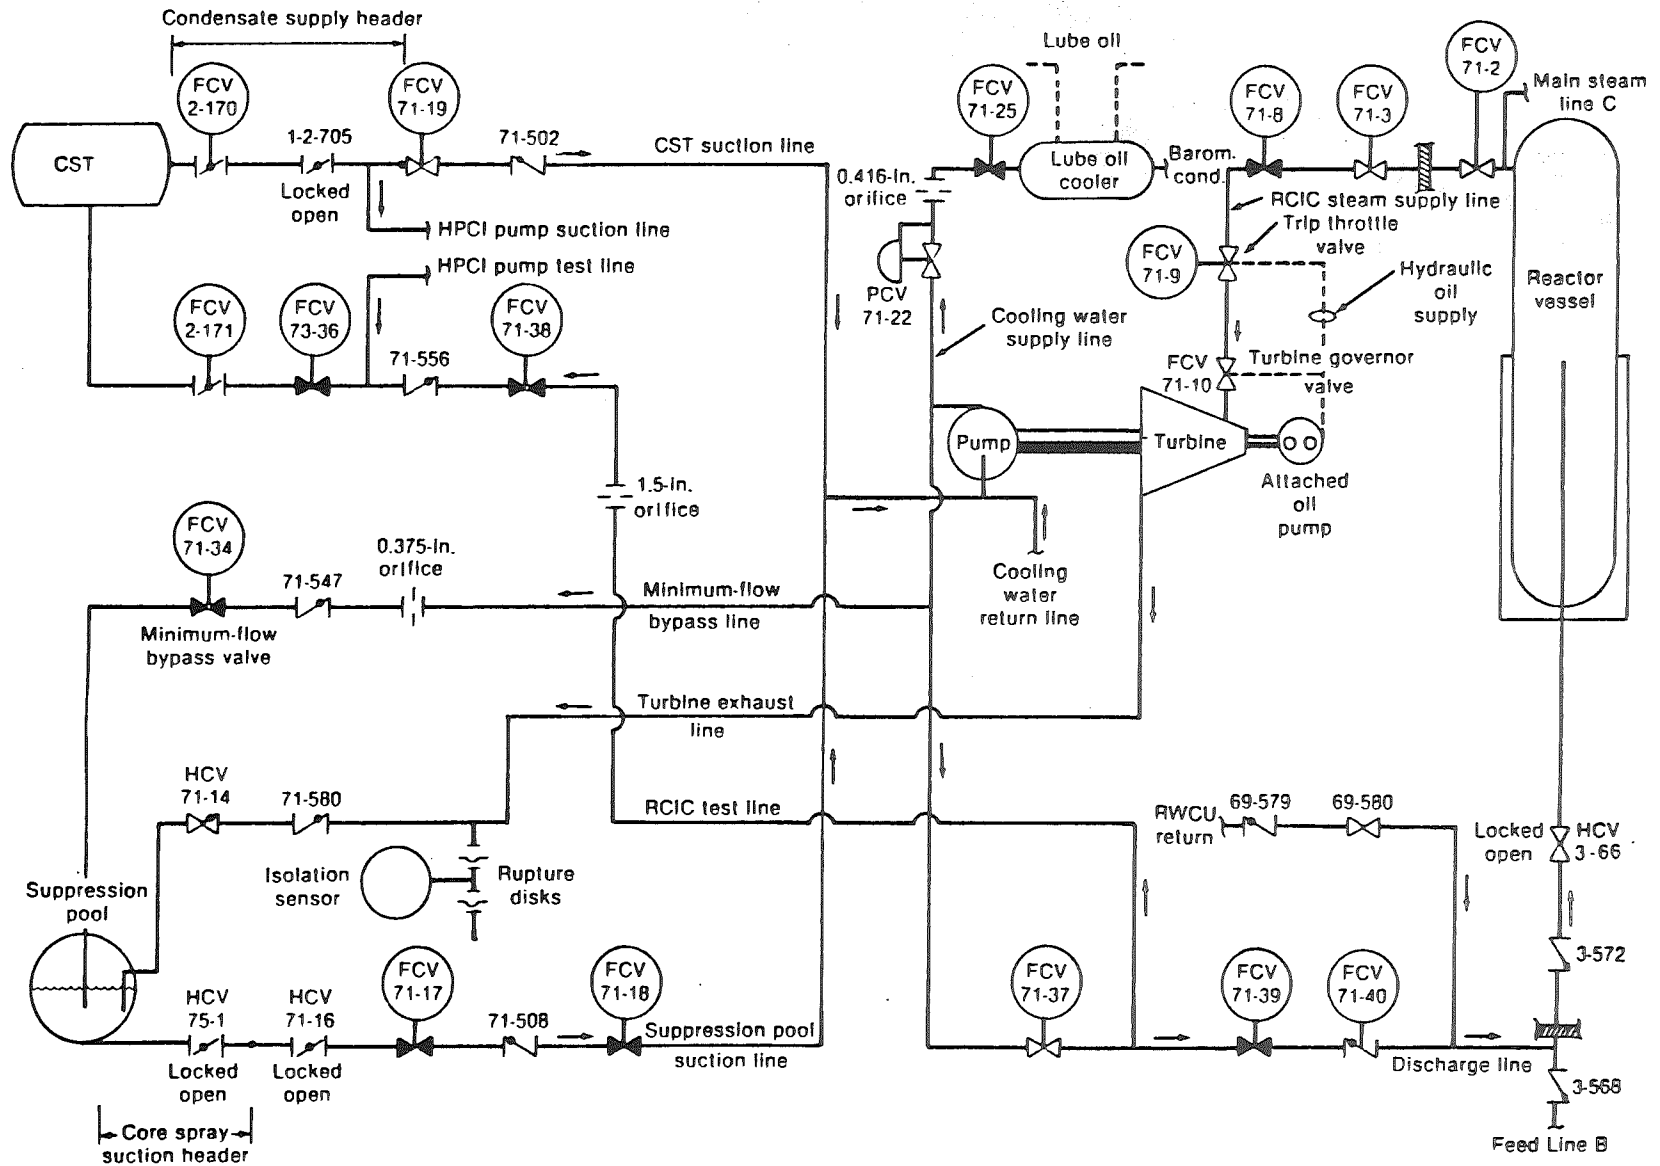 Condensate supply header
FCV
2-170
FCV
71-19
1-2-705
71-502
CST
Locked
open
CST suction line
HPCI pump suction line
HPCI pump test line
FCV
2-171
FCV
73-36
FCV
71-38
71-556
1.5-in.
orifice
FCV
71-34
71-547
0.375-in.
orifice
Minimum-flow
bypass valve
Minimum-flow
bypass line
Turbine exhaust
line
HCV
71-14
71-580
RCIC test line
Isolation
sensor
Rupture
disks
Suppression
pool
HCV
75-1
Locked
open
HCV
71-16
Locked
open
FCV
71-17
71-508
FCV
71-18
Suppression pool
suction line
Core spray
suction header
Lube oil
FCV
71-25
0.416-in.
orifice
Lube oil
cooler
Barom.
cond.
PCV
71-22
Cooling water
supply line
FCV
71-8
FCV
71-3
FCV
71-2
Main steam
line C
RCIC steam supply line
Trip throttle
valve
FCV
71-9
Hydraulic
oil
supply
FCV
71-10
Turbine governor
valve
Reactor
vessel
Pump
Turbine
Attached
oil
pump
Cooling
water
return line
RWCU
return
69-579
69-580
Locked
open
HCV
3-66
3-572
FCV
71-37
FCV
71-39
FCV
71-40
Discharge line
3-568
Feed Line B